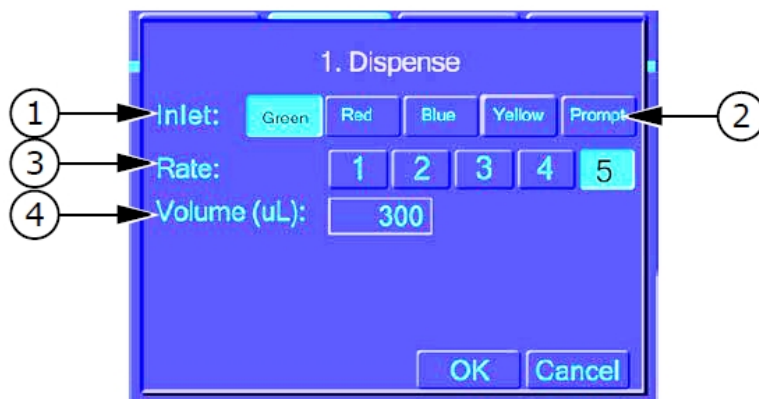 1. Dispense
1 Inlet: Green Red Blue Yellow Prompt 2
3 Rate: 1 2 3 4 5
4 Volume (uL): 300
OK Cancel